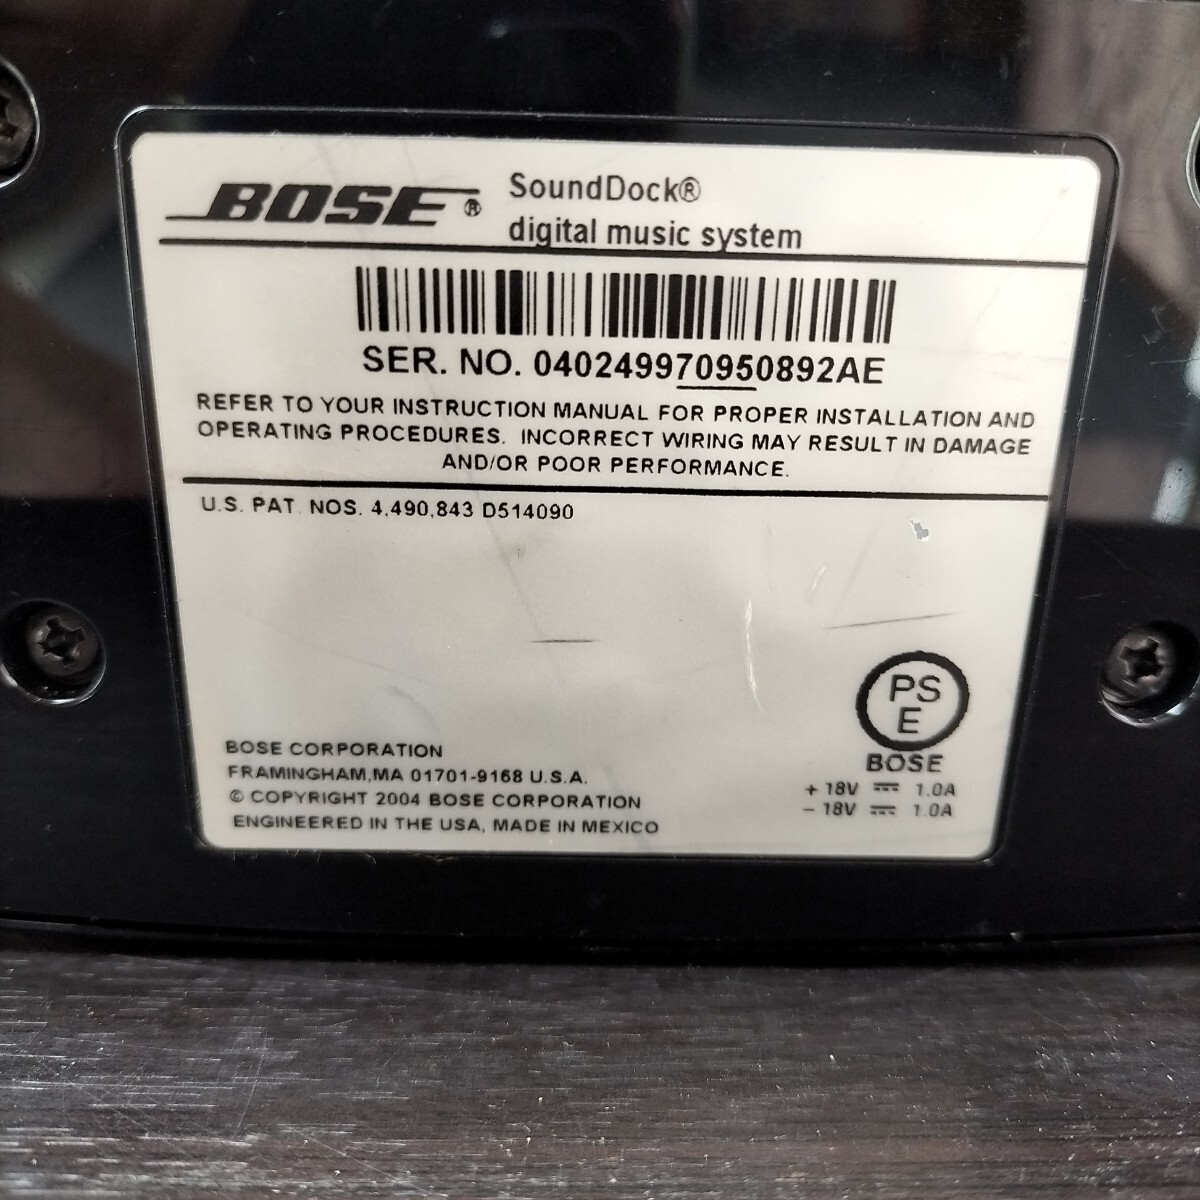 BOSE®
SoundDock®
digital music system
SER. NO. 040249970950892AE
REFER TO YOUR INSTRUCTION MANUAL FOR PROPER INSTALLATION AND
OPERATING PROCEDURES. INCORRECT WIRING MAY RESULT IN DAMAGE
AND/OR POOR PERFORMANCE.
U.S. PAT. NOS. 4,490,843 D514090
PS
E
BOSE
+ 18V ⎓ 1.0A
− 18V ⎓ 1.0A
BOSE CORPORATION
FRAMINGHAM,MA 01701-9168 U.S.A.
© COPYRIGHT 2004 BOSE CORPORATION
ENGINEERED IN THE USA, MADE IN MEXICO